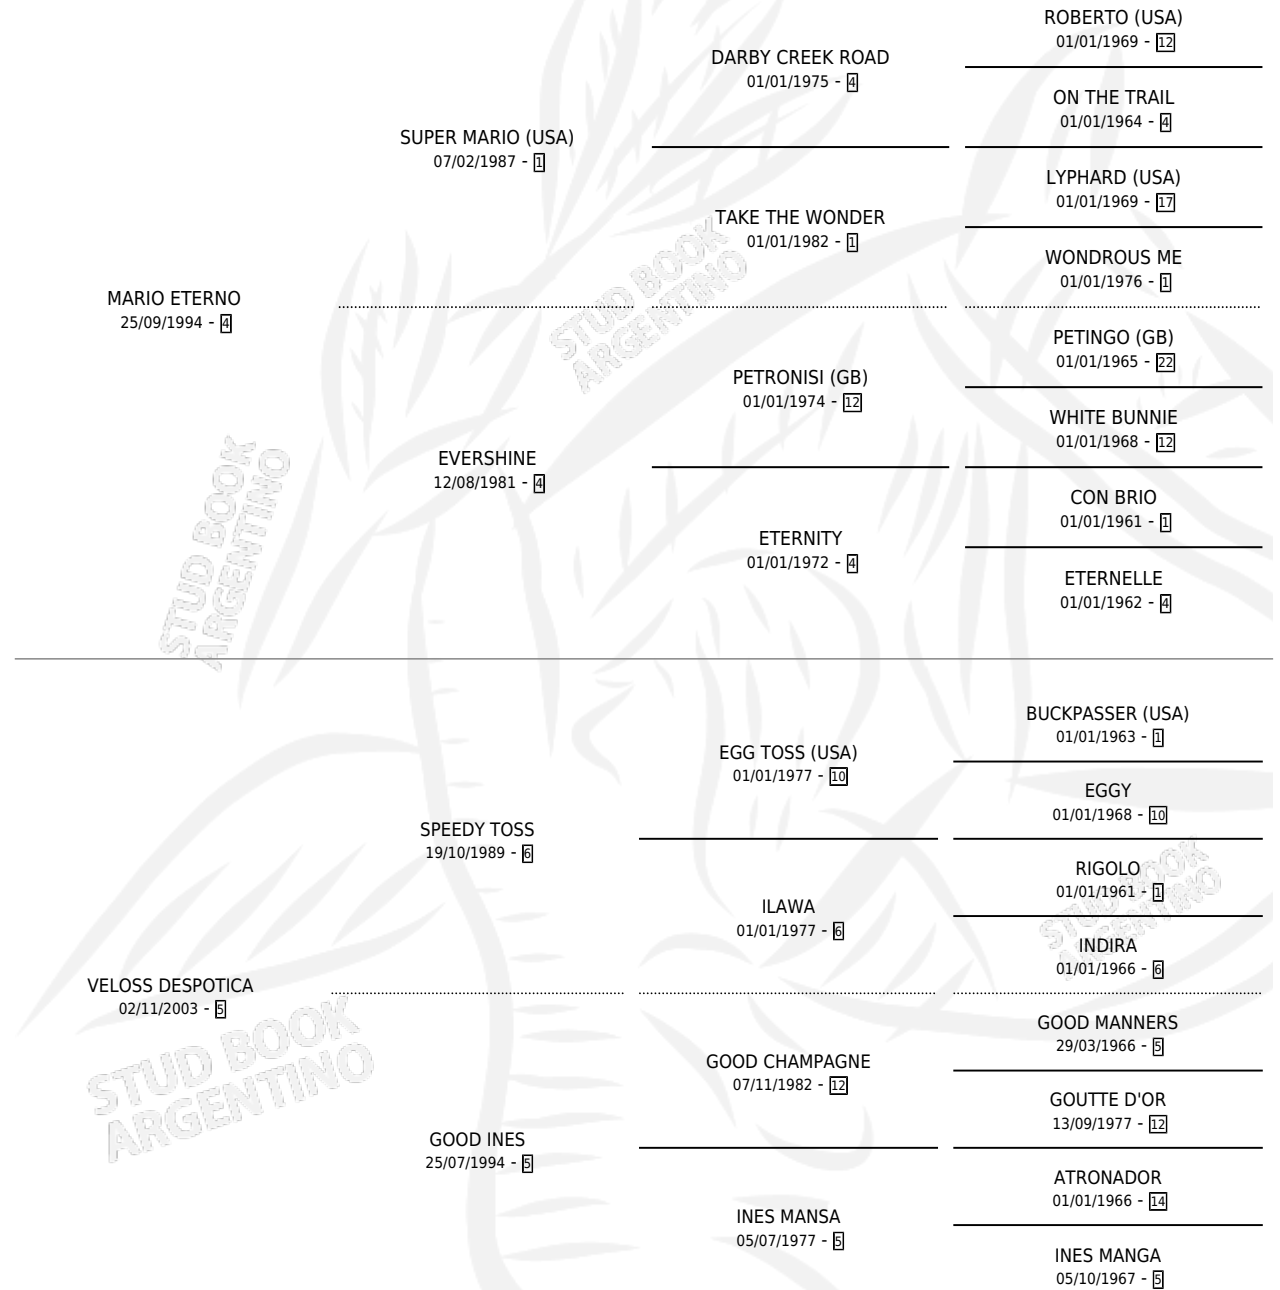 ROBERTO (USA)
01/01/1969 - 12
DARBY CREEK ROAD
01/01/1975 - 4
ON THE TRAIL
01/01/1964 - 4
SUPER MARIO (USA)
07/02/1987 - 1
LYPHARD (USA)
01/01/1969 - 17
TAKE THE WONDER
01/01/1982 - 1
WONDROUS ME
01/01/1976 - 1
MARIO ETERNO
25/09/1994 - 4
PETINGO (GB)
01/01/1965 - 22
PETRONISI (GB)
01/01/1974 - 12
WHITE BUNNIE
01/01/1968 - 12
EVERSHINE
12/08/1981 - 4
CON BRIO
01/01/1961 - 1
ETERNITY
01/01/1972 - 4
ETERNELLE
01/01/1962 - 4
STUD BOOK
ARGENTINO
STUD BOOK
ARGENTINO
BUCKPASSER (USA)
01/01/1963 - 1
EGG TOSS (USA)
01/01/1977 - 10
EGGY
01/01/1968 - 10
SPEEDY TOSS
19/10/1989 - 6
RIGOLO
01/01/1961 - 1
ILAWA
01/01/1977 - 6
INDIRA
01/01/1966 - 6
VELOSS DESPOTICA
02/11/2003 - 5
GOOD MANNERS
29/03/1966 - 5
GOOD CHAMPAGNE
07/11/1982 - 12
GOUTTE D'OR
13/09/1977 - 12
GOOD INES
25/07/1994 - 5
ATRONADOR
01/01/1966 - 14
INES MANSA
05/07/1977 - 5
INES MANGA
05/10/1967 - 5
STUD BOOK
ARGENTINO
STUD BOOK
ARGENTINO